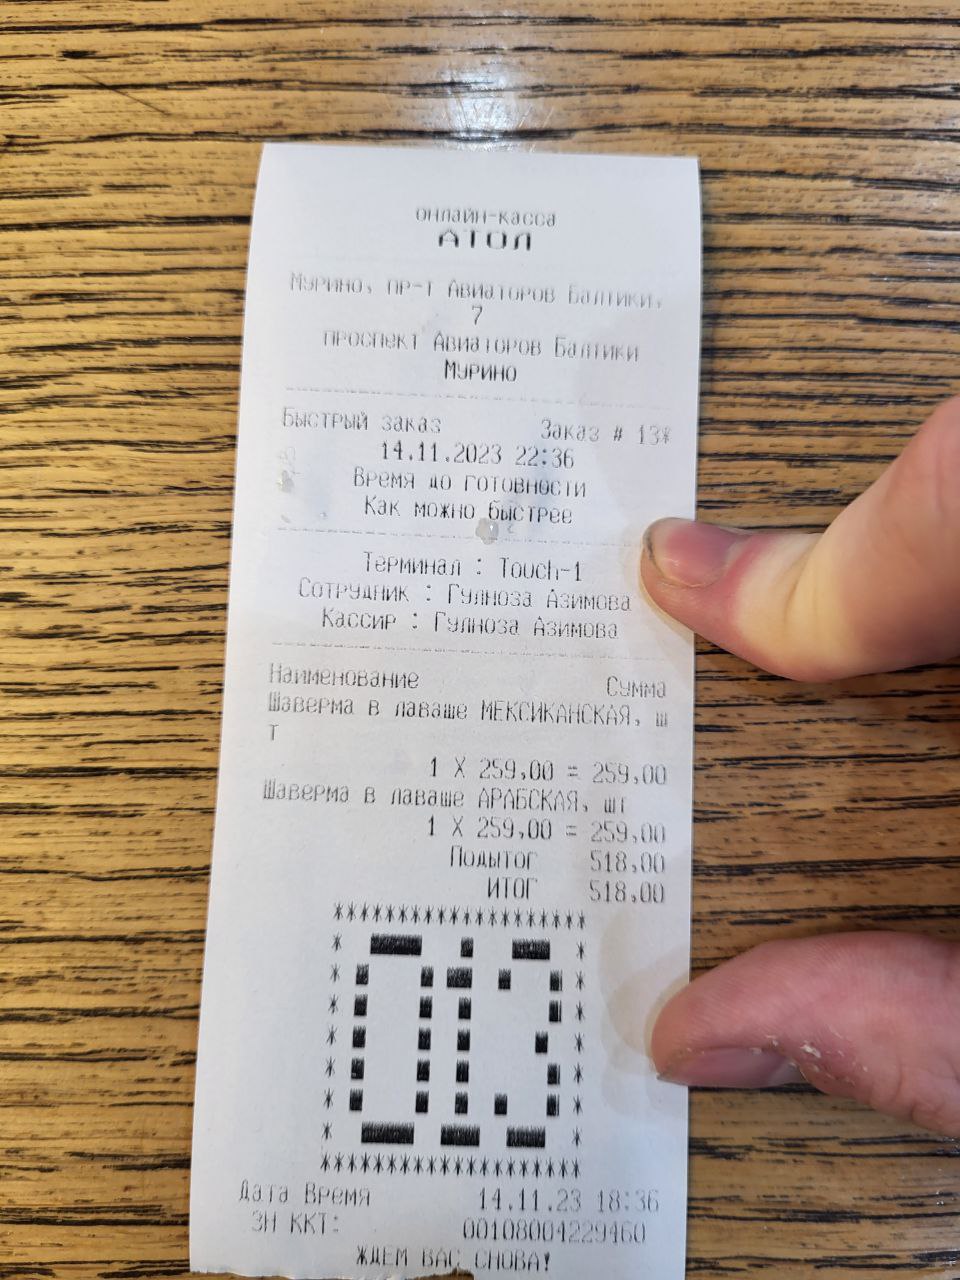 онлайн-касса
АТОЛ
Мурино, пр-т Авиаторов Балтики,
7
проспект Авиаторов Балтики
Мурино
Быстрый заказ Заказ # 13*
14.11.2023 22:36
Время до готовности
Как можно быстрее
Терминал : Touch-1
Сотрудник : Гулноза Азимова
Кассир : Гулноза Азимова
Наименование Сумма
Шаверма в лаваше МЕКСИКАНСКАЯ, ш
т
1 X 259,00 = 259,00
Шаверма в лаваше АРАБСКАЯ, шт
1 X 259,00 = 259,00
Подытог 518,00
ИТОГ 518,00
013
Дата Время 14.11.23 18:36
ЗН ККТ: 00108004229460
ЖДЕМ ВАС СНОВА!